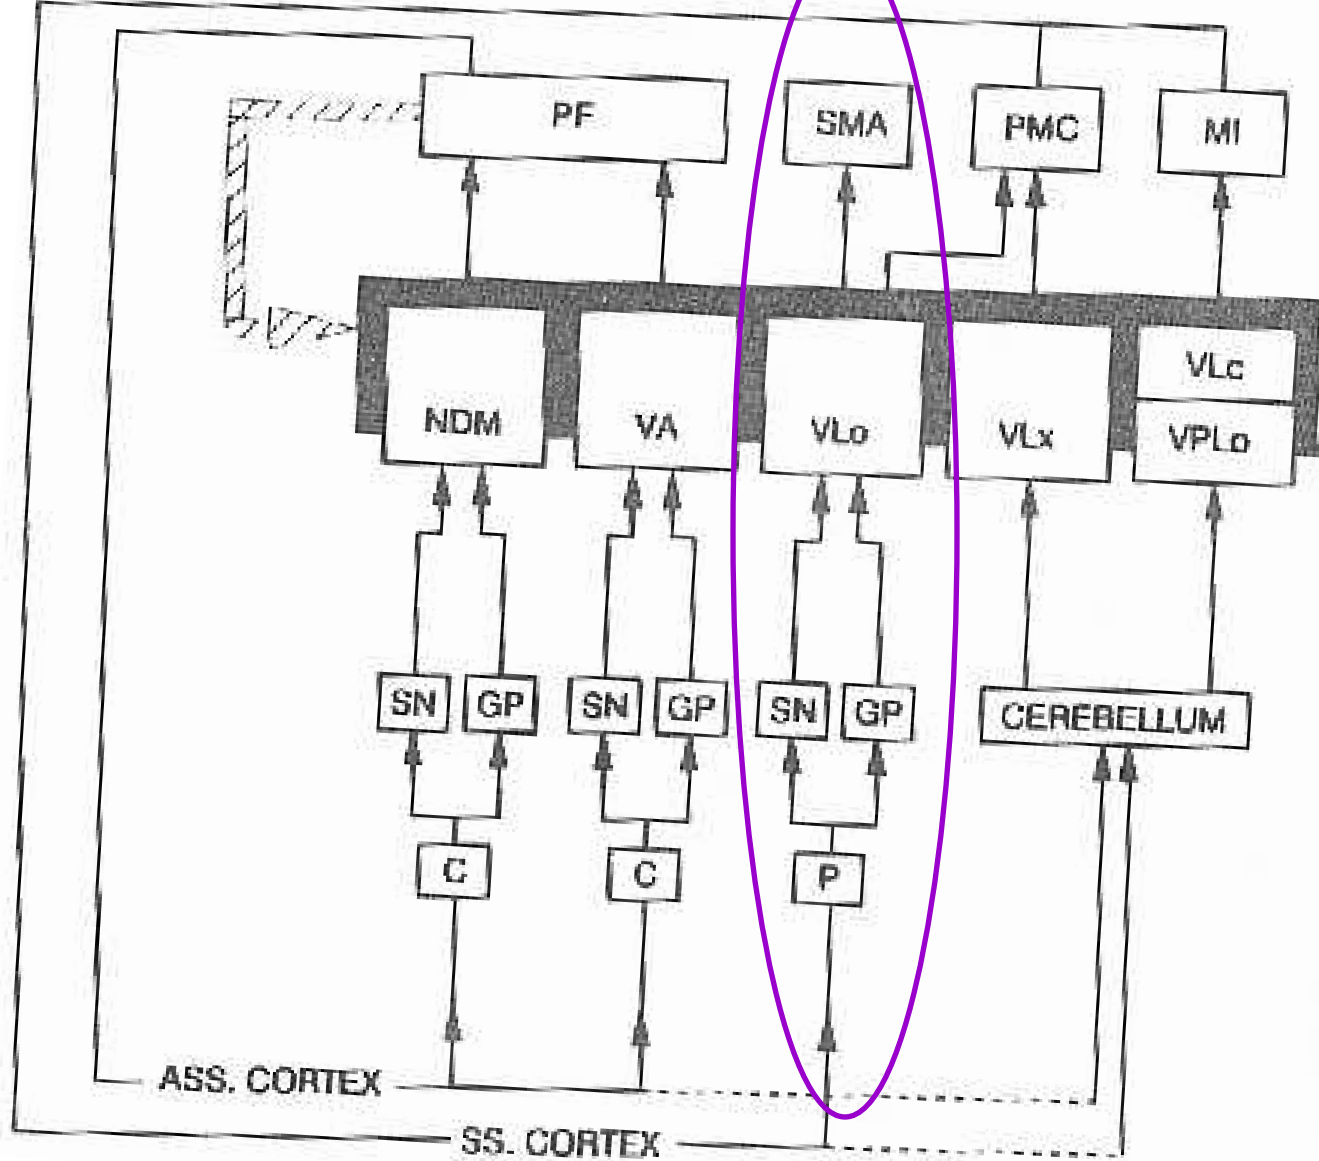 PF SMA PMC MI
NDM VA VLo VLx VLc
VPLo
SN GP SN GP SN GP CEREBELLUM
C C P
ASS. CORTEX
SS. CORTEX